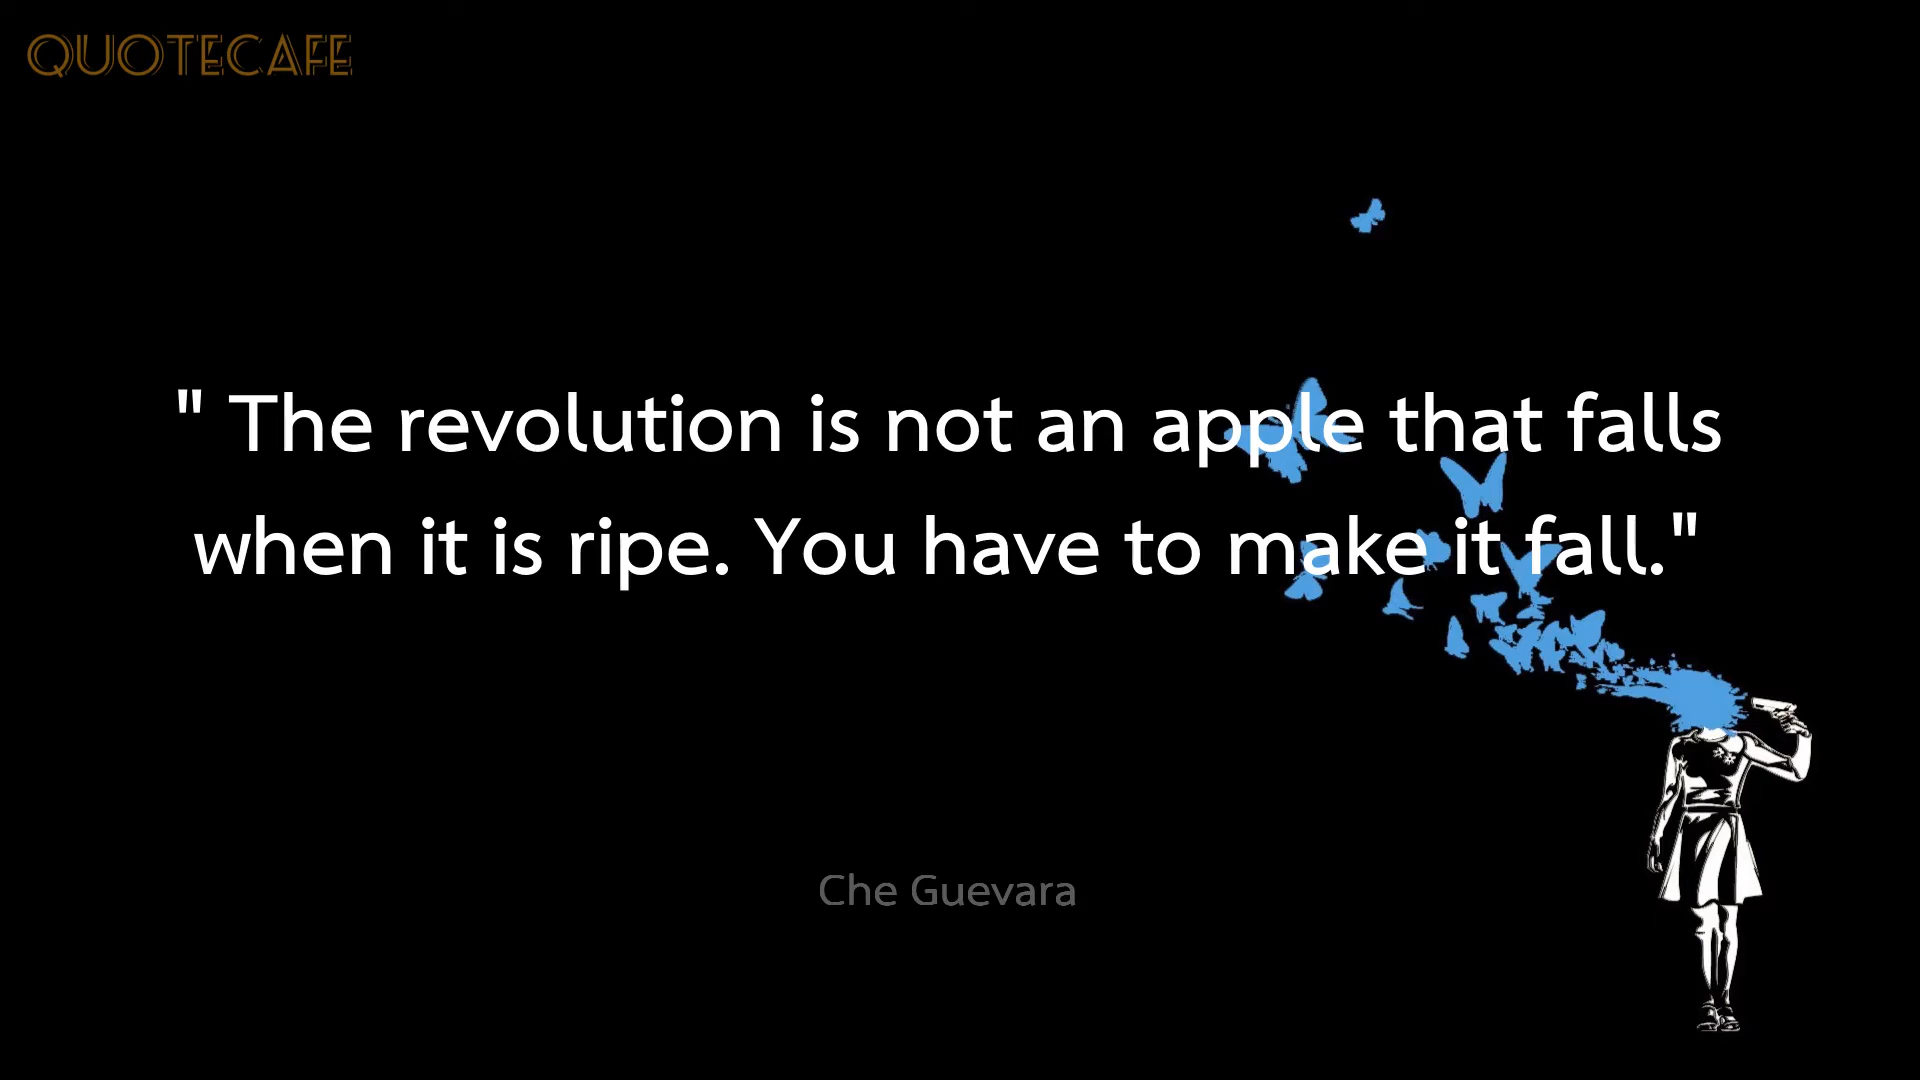 QUOTECAFE
" The revolution is not an apple that falls
when it is ripe. You have to make it fall."
Che Guevara